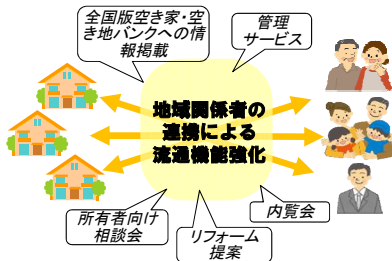 全国版空き家・空
き地バンクへの情
報掲載
管理
サービス
地域関係者の
連携による
流通機能強化
所有者向け
相談会
リフォーム
提案
内覧会